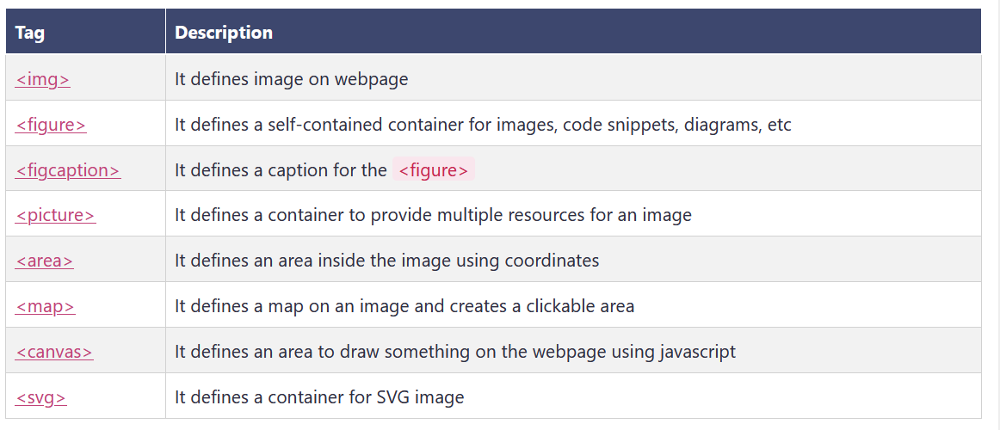 Tag Description
<img> It defines image on webpage
<figure> It defines a self-contained container for images, code snippets, diagrams, etc
<figcaption> It defines a caption for the <figure>
<picture> It defines a container to provide multiple resources for an image
<area> It defines an area inside the image using coordinates
<map> It defines a map on an image and creates a clickable area
<canvas> It defines an area to draw something on the webpage using javascript
<svg> It defines a container for SVG image